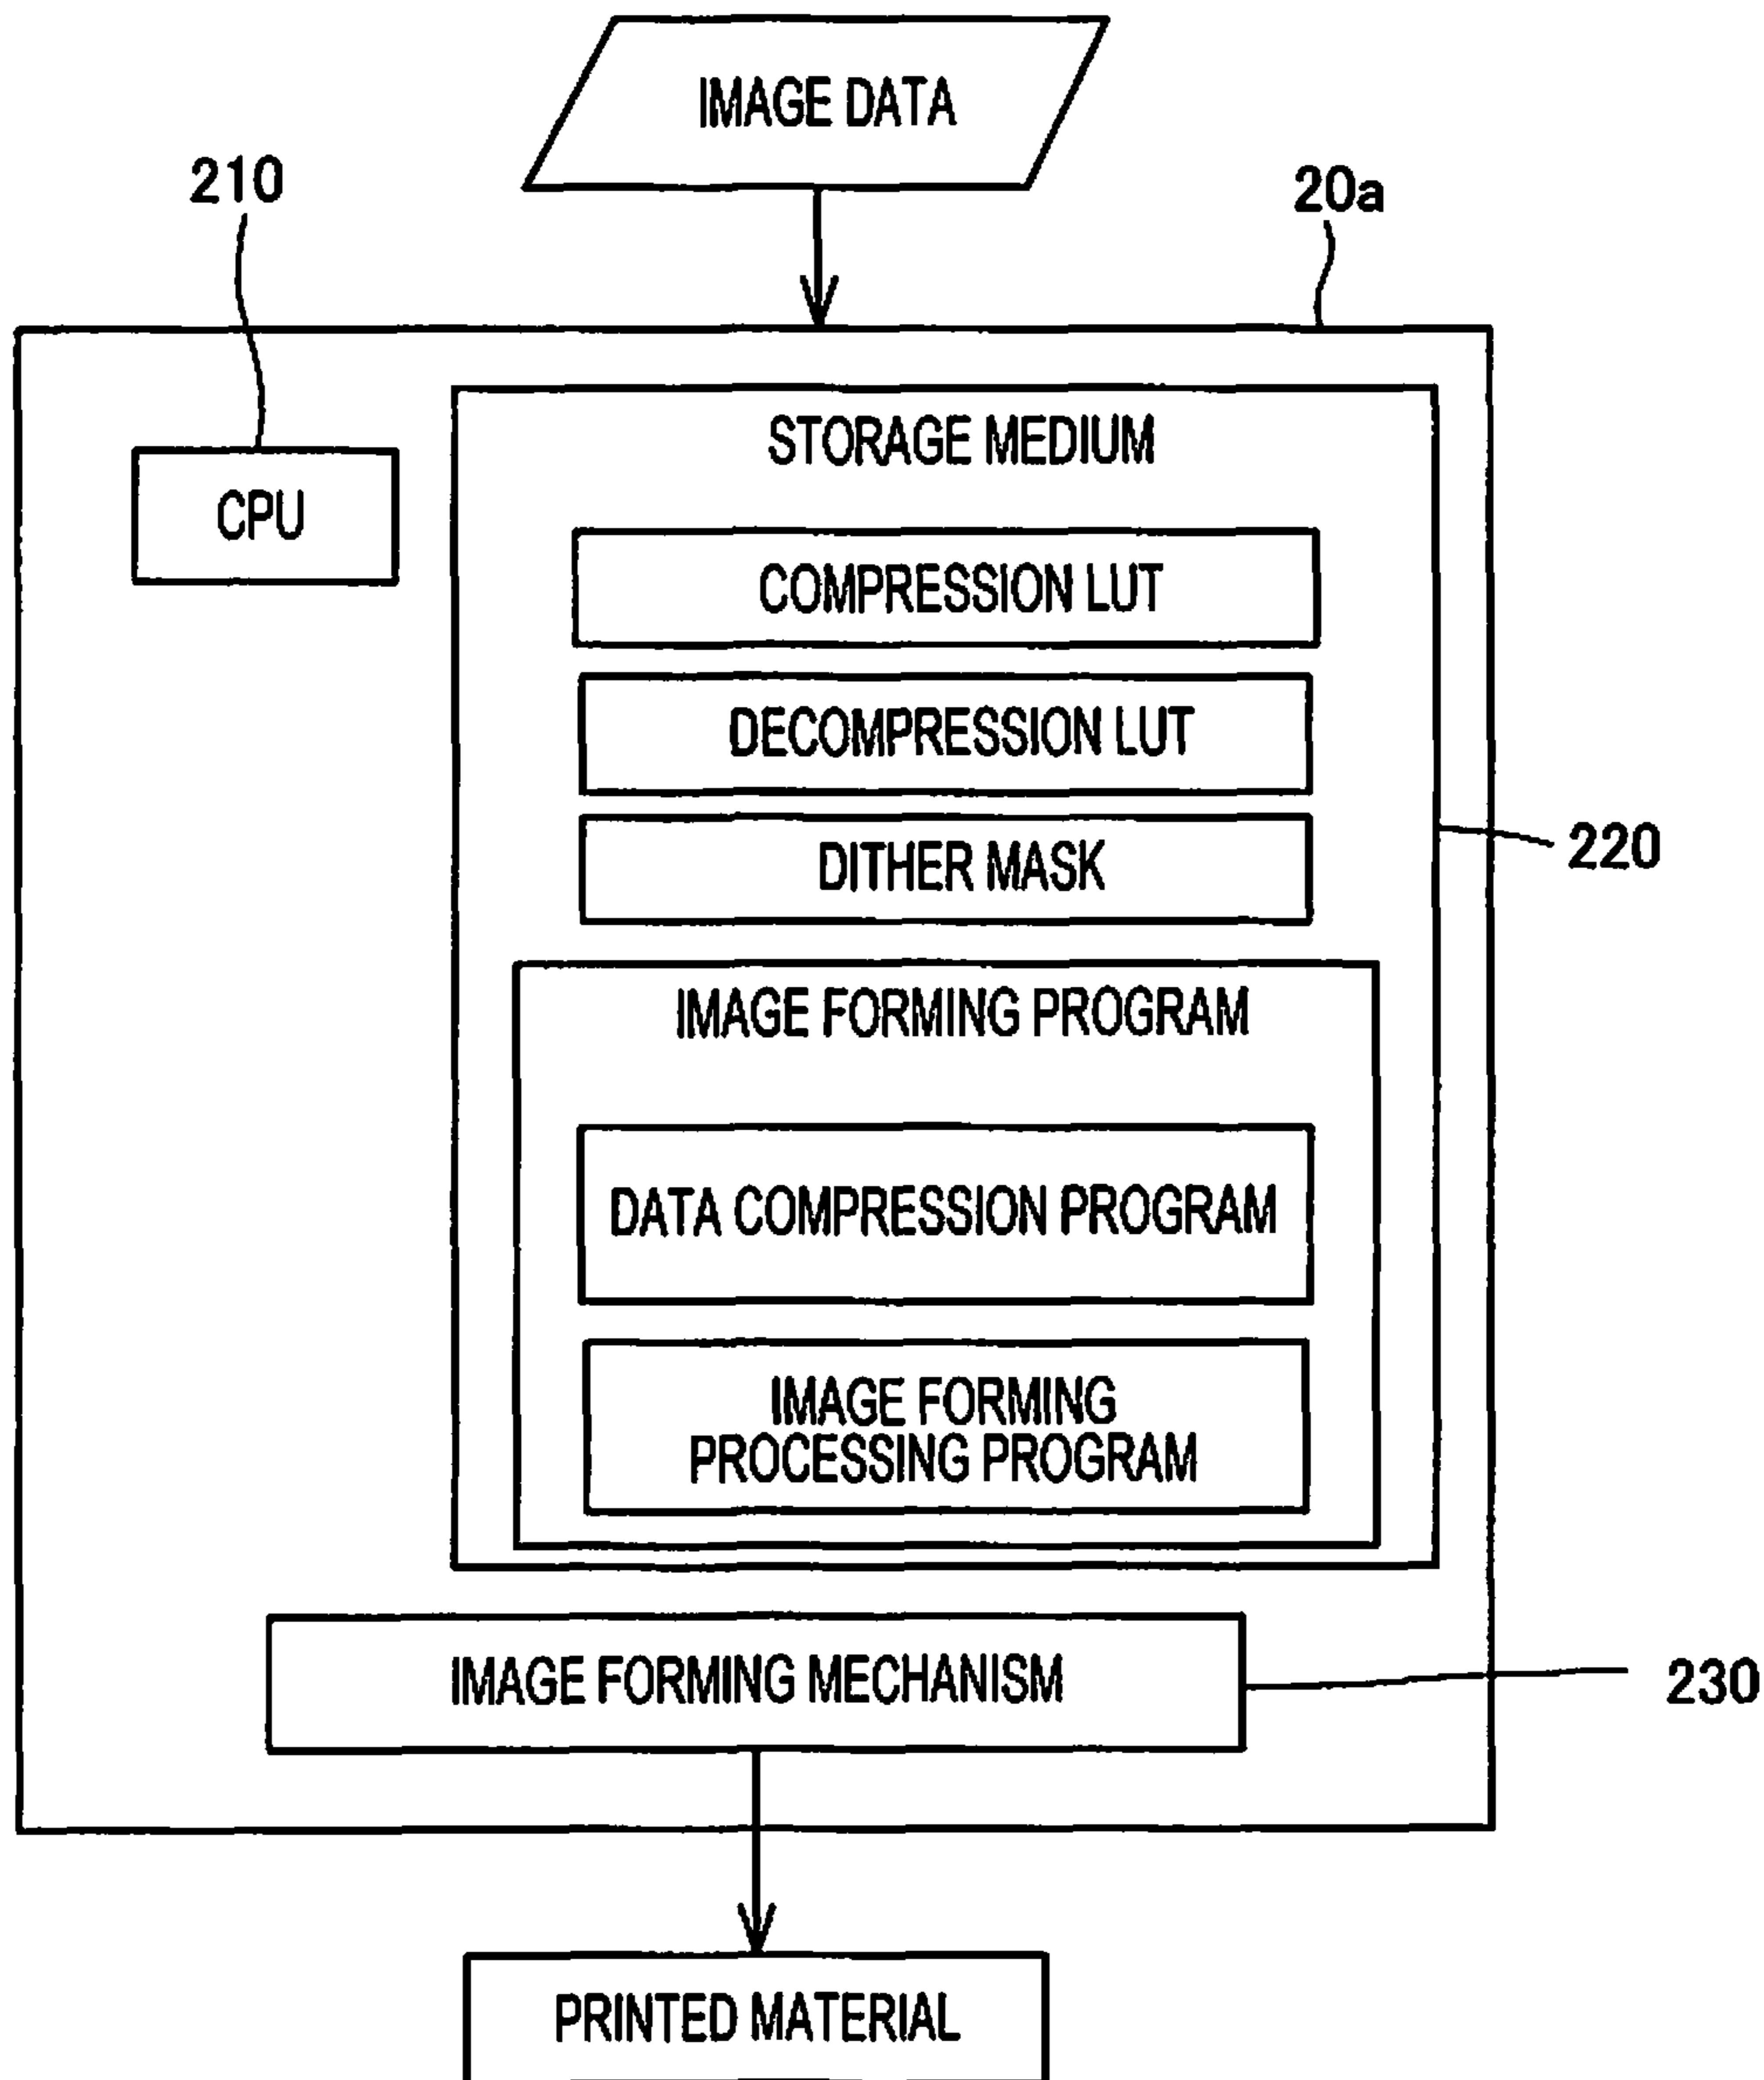 IMAGE DATA
210
20a
STORAGE MEDIUM
CPU
COMPRESSION LUT
DECOMPRESSION LUT
220
DITHER MASK
IMAGE FORMING PROGRAM
DATA COMPRESSION PROGRAM
IMAGE FORMING
PROCESSING PROGRAM
IMAGE FORMING MECHANISM
230
PRINTED MATERIAL